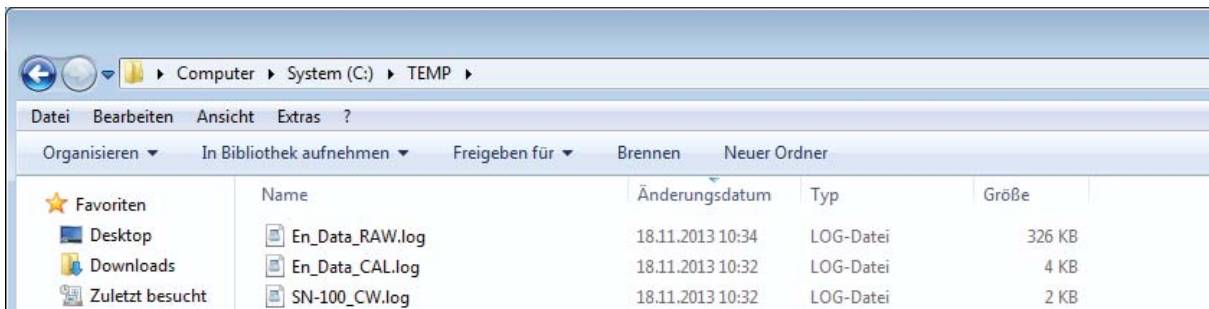 Computer System (C:) TEMP
Datei Bearbeiten Ansicht Extras ?
Organisieren In Bibliothek aufnehmen Freigeben für Brennen Neuer Ordner
Favoriten Name Änderungsdatum Typ Größe
Desktop En_Data_RAW.log 18.11.2013 10:34 LOG-Datei 326 KB
Downloads En_Data_CAL.log 18.11.2013 10:32 LOG-Datei 4 KB
Zuletzt besucht SN-100_CW.log 18.11.2013 10:32 LOG-Datei 2 KB